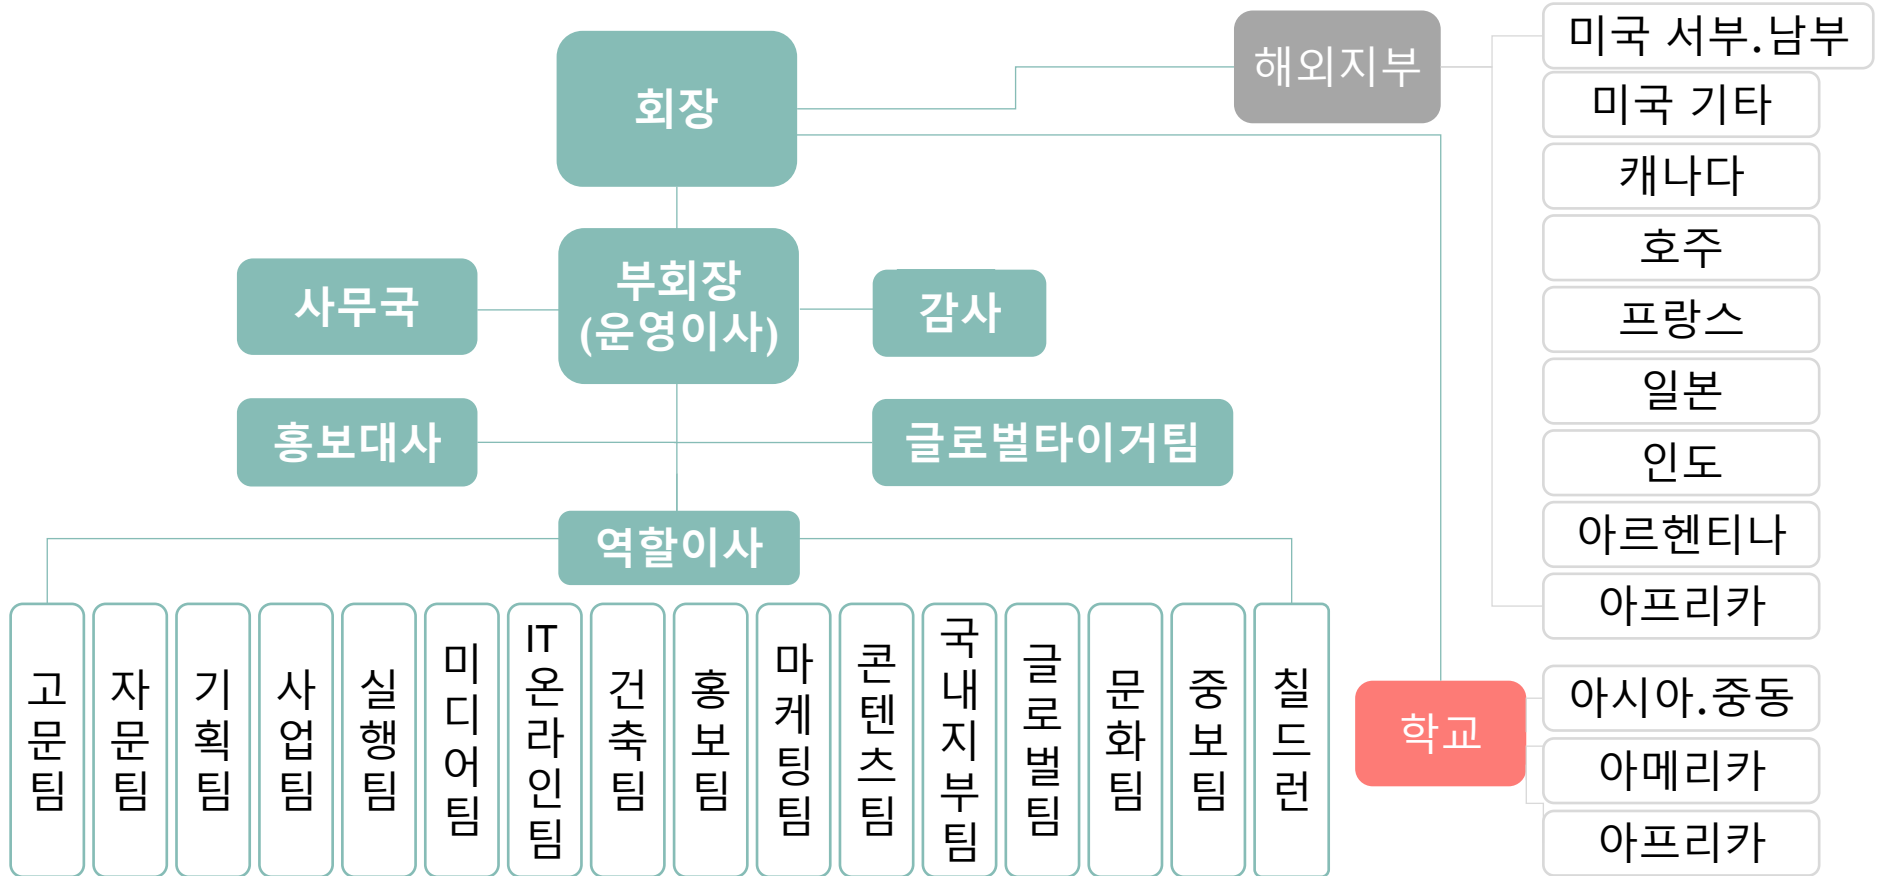 회장
해외지부
미국 서부.남부
미국 기타
캐나다
호주
프랑스
일본
인도
아르헨티나
아프리카
사무국
부회장
(운영이사)
감사
홍보대사
글로벌타이거팀
역할이사
고문팀
자문팀
기획팀
사업팀
실행팀
미디어팀
IT온라인팀
건축팀
홍보팀
마케팅팀
콘텐츠팀
국내지부팀
글로벌팀
문화팀
중보팀
칠드런
학교
아시아.중동
아메리카
아프리카